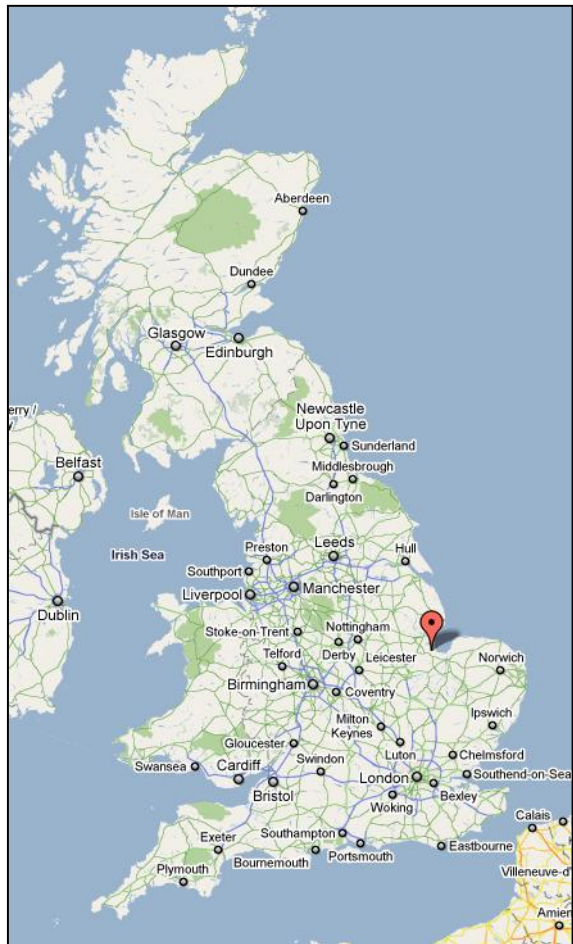 Aberdeen
Dundee
Glasgow
Edinburgh
Newcastle
Upon Tyne
Sunderland
erry /
Belfast
Middlesbrough
Darlington
Isle of Man
Irish Sea
Preston
Leeds
Hull
Southport
Liverpool
Manchester
Dublin
Stoke-on-Trent
Nottingham
Derby
Telford
Leicester
Norwich
Birmingham
Coventry
Milton
Keynes
Ipswich
Gloucester
Luton
Chelmsford
Swansea
Cardiff
Swindon
London
Southend-on-Sea
Bristol
Woking
Bexley
Exeter
Southampton
Calais
Bournemouth
Portsmouth
Eastbourne
Plymouth
Villeneuve-d'
Amien